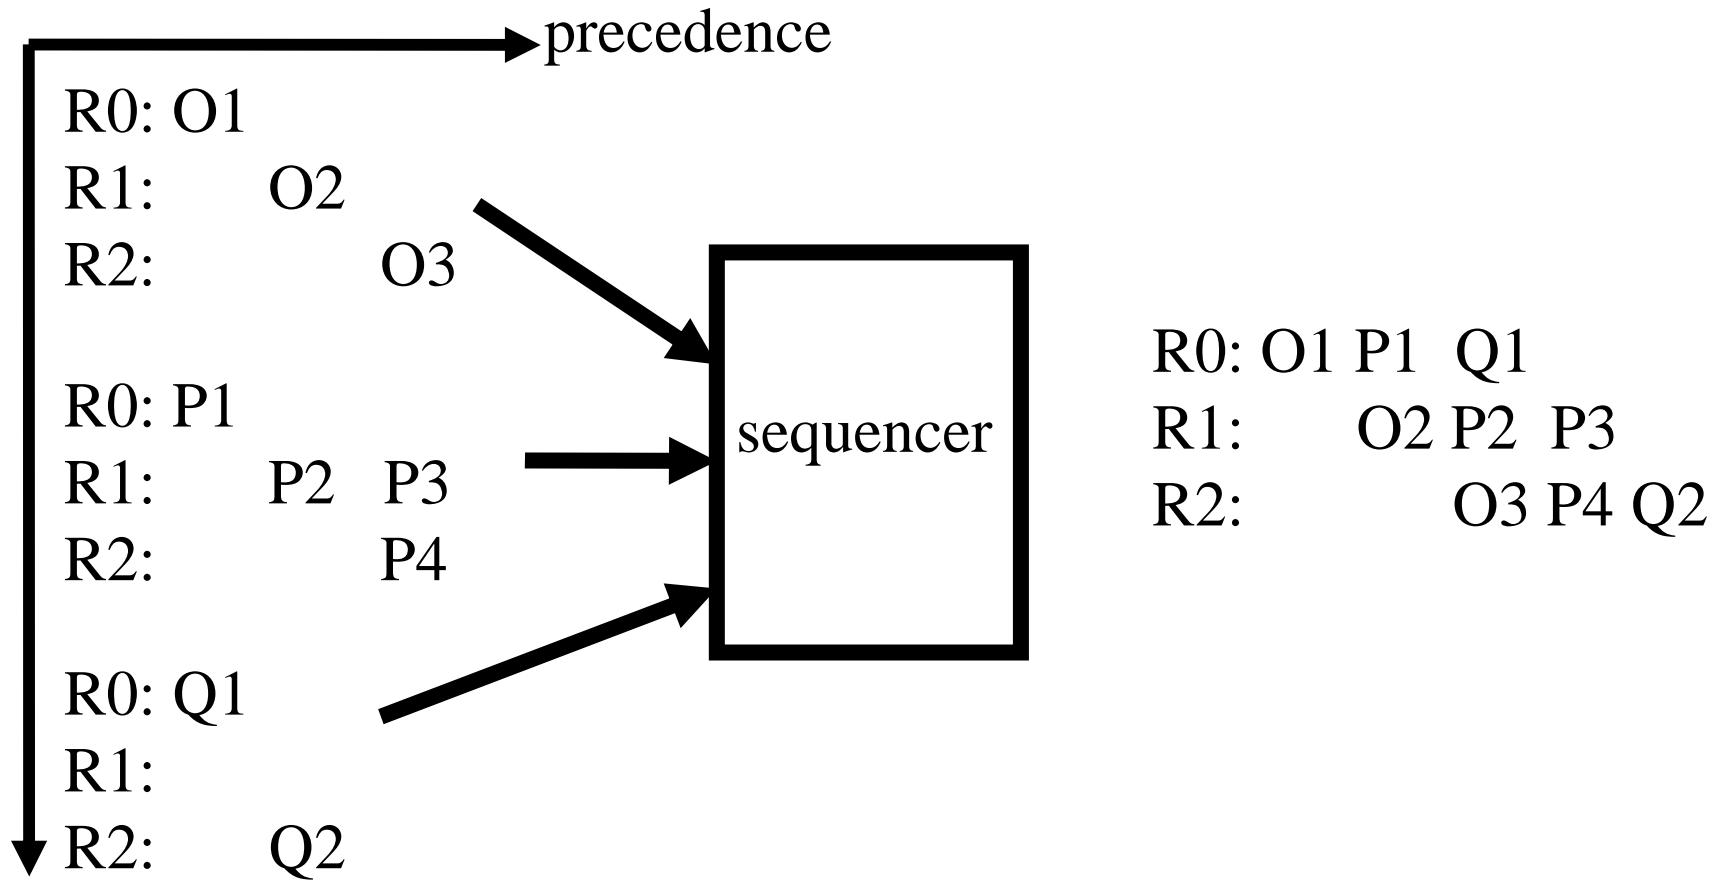 precedence
R0: O1
R1: O2
R2: O3
R0: P1
R1: P2 P3
R2: P4
R0: Q1
R1:
R2: Q2
sequencer
R0: O1 P1 Q1
R1: O2 P2 P3
R2: O3 P4 Q2